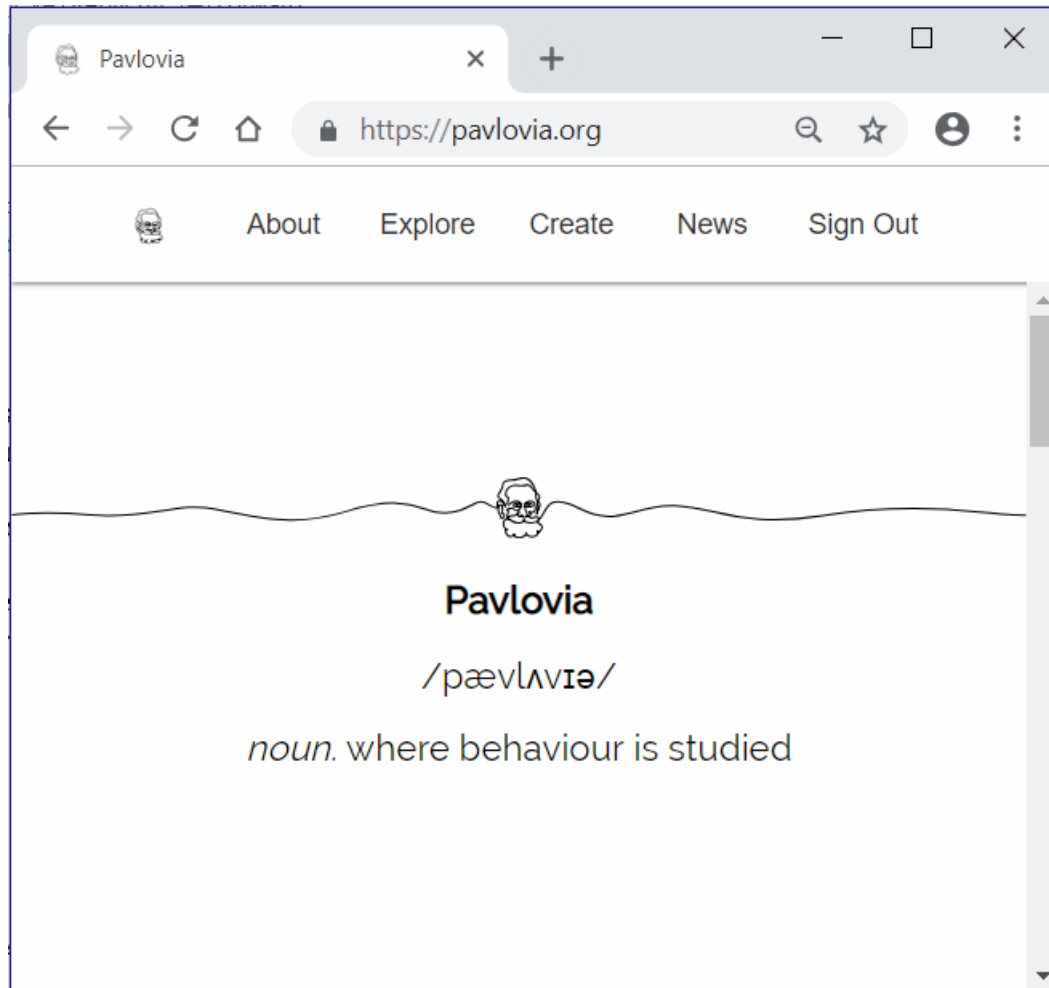 Pavlovia
https://pavlovia.org
About Explore Create News Sign Out
Pavlovia
/pævlʌvɪə/
noun. where behaviour is studied